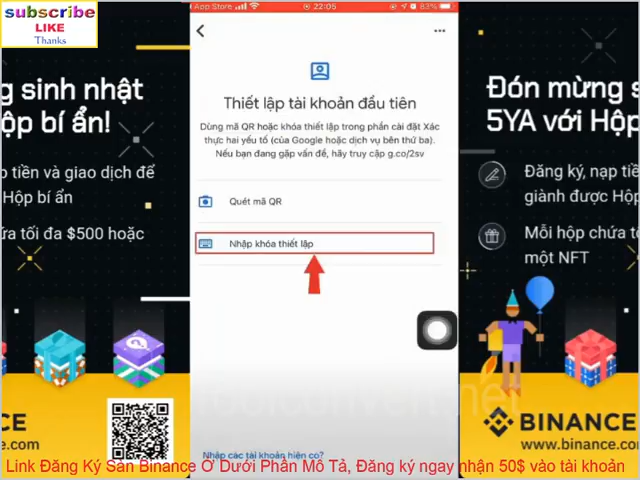 subscribe
LIKE
Thanks
g sinh nhật
ộp bí ẩn!
p tiền và giao dịch để
Hộp bí ẩn
ứa tối đa $500 hoặc
NCE
e.com
App Store
22:05
83%
Thiết lập tài khoản đầu tiên
Dùng mã QR hoặc khóa thiết lập trong phần cài đặt Xác
thực hai yếu tố (của Google hoặc dịch vụ bên thứ ba).
Nếu bạn đang gặp vấn đề, hãy truy cập g.co/2sv
Quét mã QR
Nhập khóa thiết lập
Nhập các tài khoản hiện có?
Đón mừng s
5YA với Hộp
Đăng ký, nạp tiề
giành được Hộp
Mỗi hộp chứa tố
một NFT
BINANCE
www.binance.com
Link Đăng Ký Sàn Binance Ở Dưới Phần Mô Tả, Đăng ký ngay nhận 50$ vào tài khoản